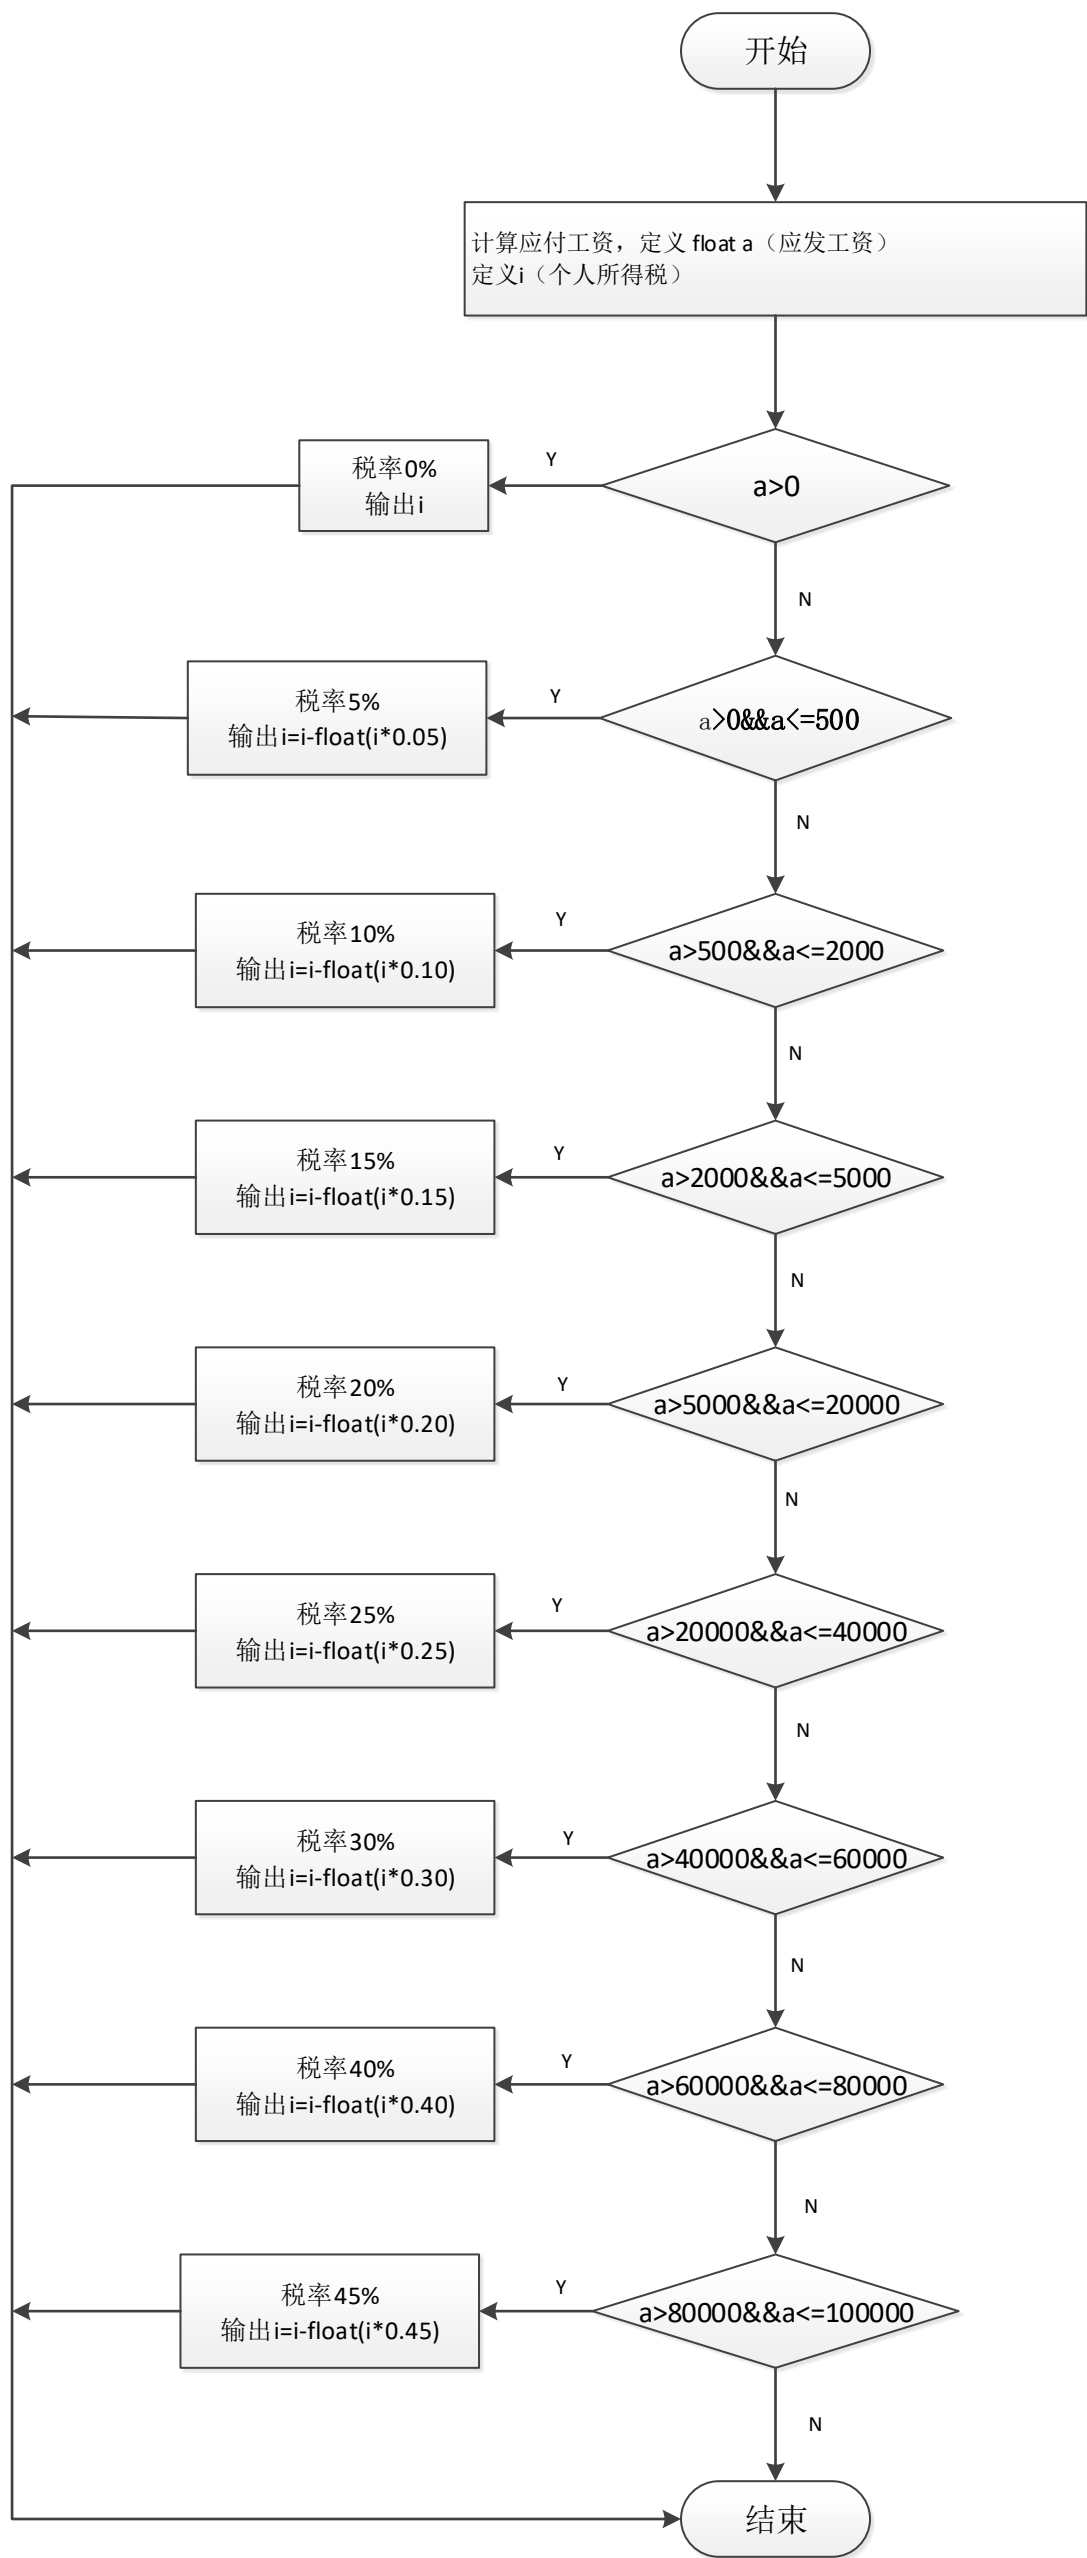 开始
计算应付工资，定义 float a（应发工资）
定义i（个人所得税）
a>0
Y
税率0%
输出i
N
a>0&&a<=500
Y
税率5%
输出i=i-float(i*0.05)
N
a>500&&a<=2000
Y
税率10%
输出i=i-float(i*0.10)
N
a>2000&&a<=5000
Y
税率15%
输出i=i-float(i*0.15)
N
a>5000&&a<=20000
Y
税率20%
输出i=i-float(i*0.20)
N
a>20000&&a<=40000
Y
税率25%
输出i=i-float(i*0.25)
N
a>40000&&a<=60000
Y
税率30%
输出i=i-float(i*0.30)
N
a>60000&&a<=80000
Y
税率40%
输出i=i-float(i*0.40)
N
a>80000&&a<=100000
Y
税率45%
输出i=i-float(i*0.45)
N
结束